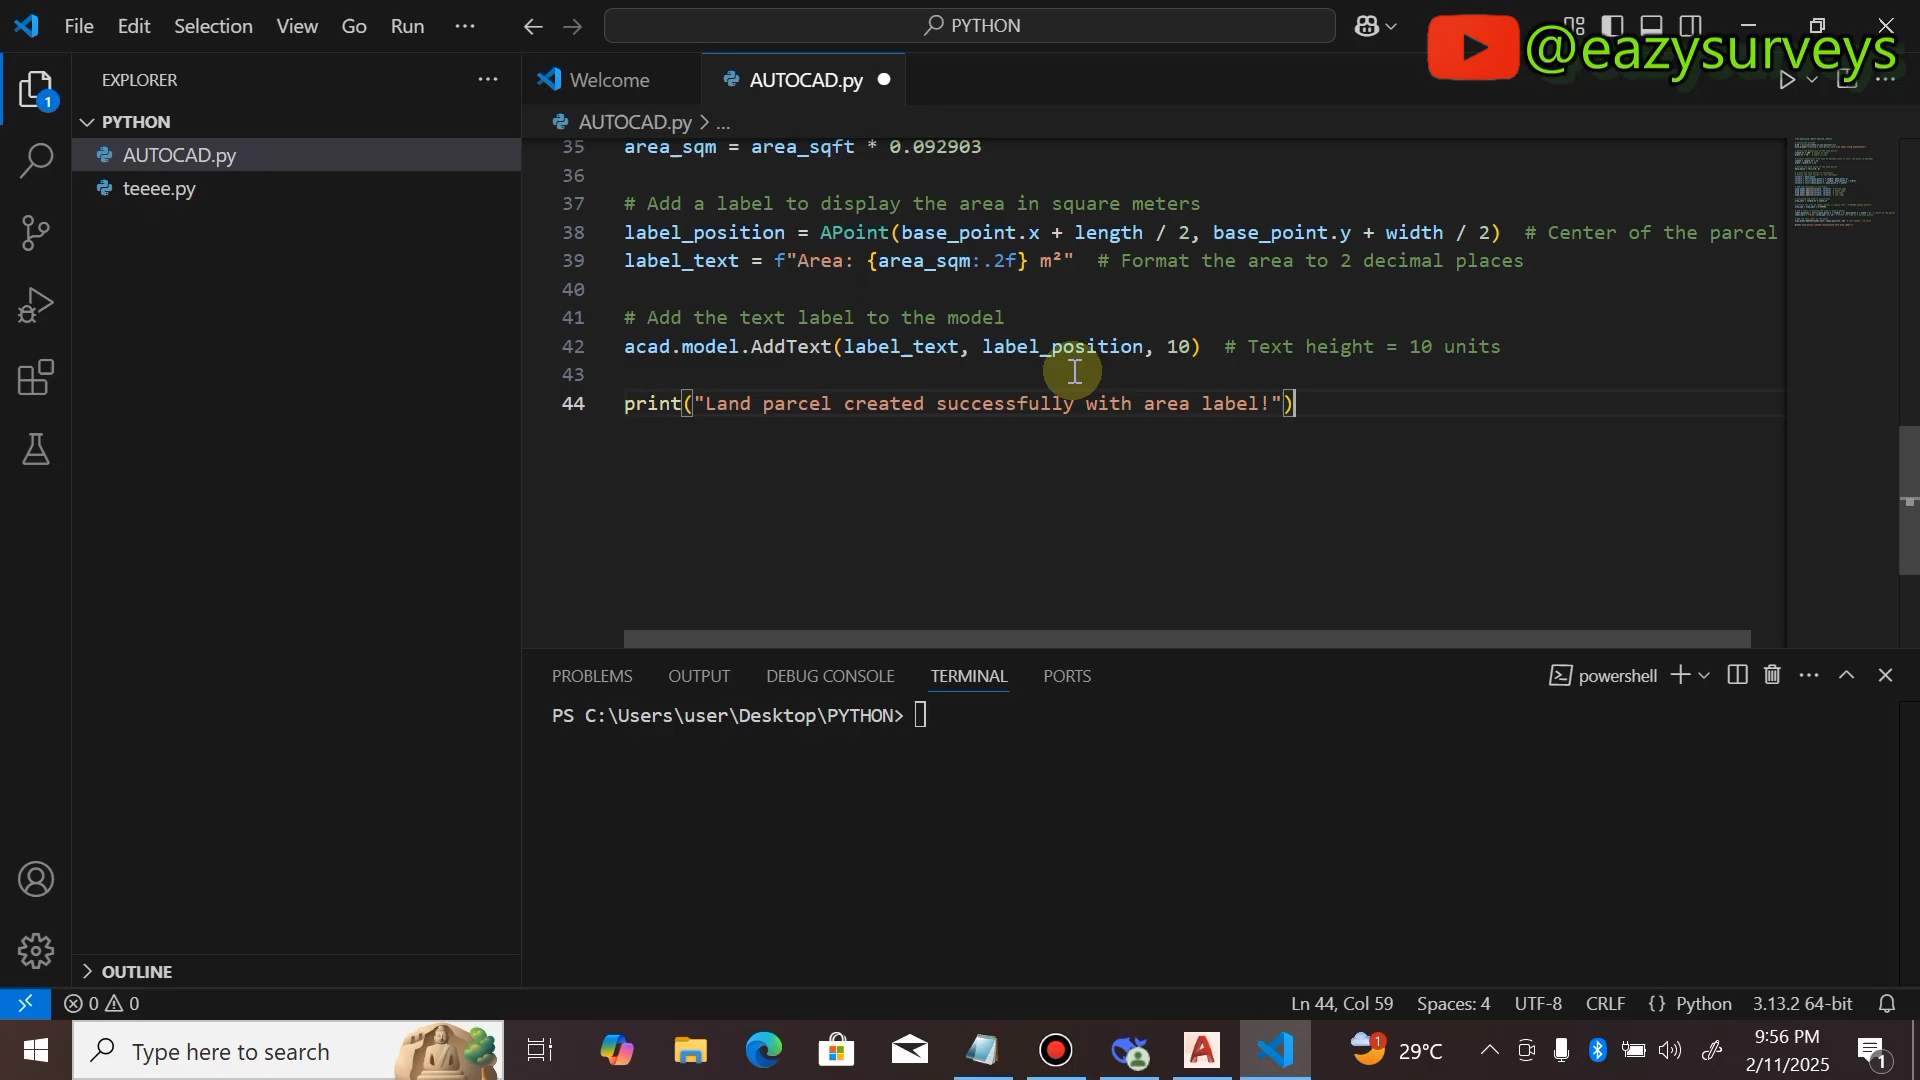 File Edit Selection View Go Run ···
PYTHON
@eazysurveys
EXPLORER
Welcome
AUTOCAD.py
1
PYTHON
AUTOCAD.py > ...
AUTOCAD.py
teeee.py
35 area_sqm = area_sqft * 0.092903
36
37 # Add a label to display the area in square meters
38 label_position = APoint(base_point.x + length / 2, base_point.y + width / 2)  # Center of the parcel
39 label_text = f"Area: {area_sqm:.2f} m²"  # Format the area to 2 decimal places
40
41 # Add the text label to the model
42 acad.model.AddText(label_text, label_position, 10)  # Text height = 10 units
43
44 print("Land parcel created successfully with area label!")
PROBLEMS OUTPUT DEBUG CONSOLE TERMINAL PORTS
powershell
PS C:\Users\user\Desktop\PYTHON>
OUTLINE
0 0
Ln 44, Col 59 Spaces: 4 UTF-8 CRLF {} Python 3.13.2 64-bit
Type here to search
1
29°C
9:56 PM
2/11/2025
1